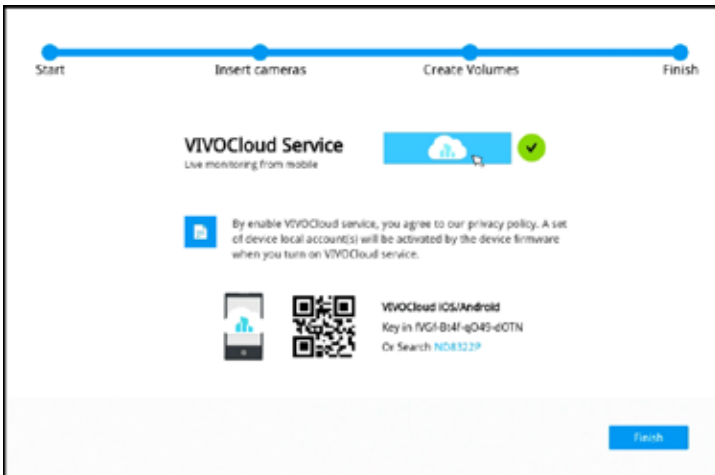 Start
Insert cameras
Create Volumes
Finish
VIVOCloud Service
Live monitoring from mobile
By enable VIVOCloud service, you agree to our privacy policy. A set
of device local account(s) will be activated by the device firmware
when you turn on VIVOCloud service.
VIVOCloud iOS/Android
Key in
Or Search ND8322P
Finish